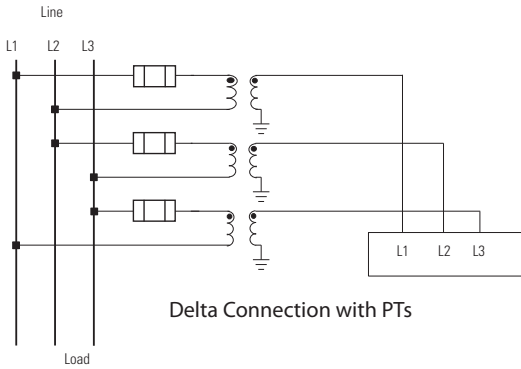 Line
L1 L2 L3
L1 L2 L3
Delta Connection with PTs
Load